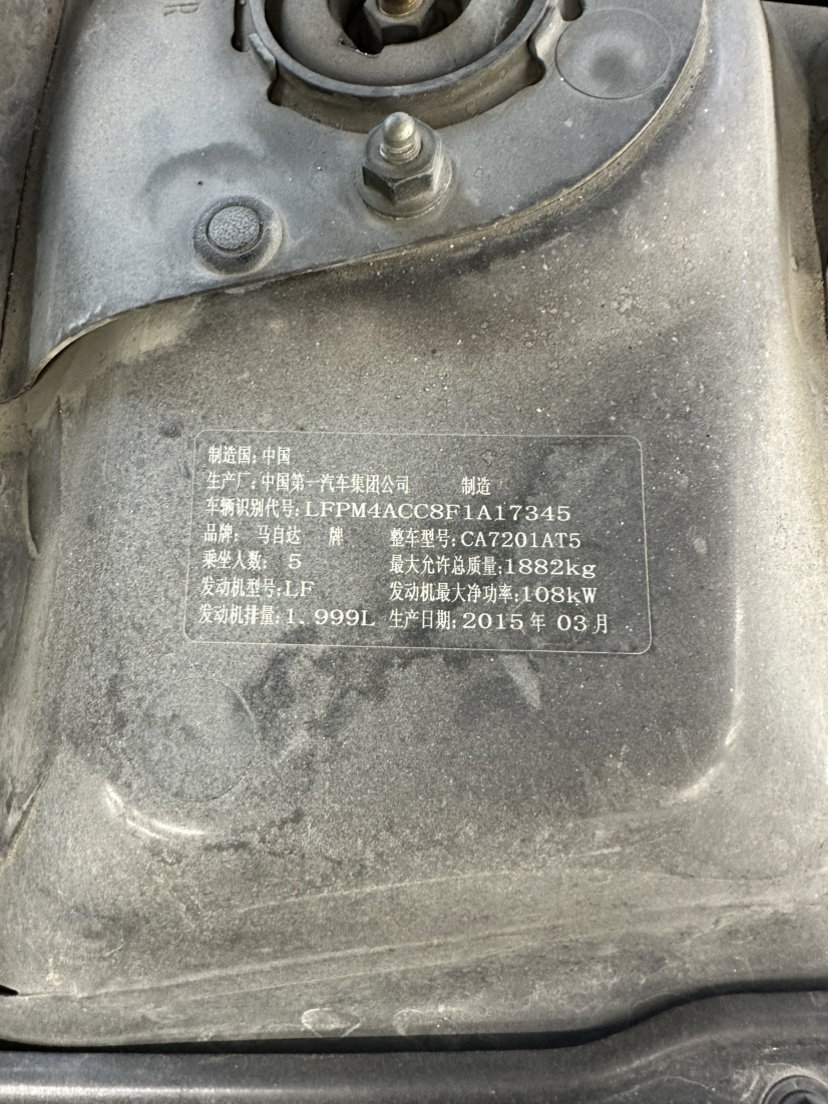 R
制造国:中国
生产厂:中国第一汽车集团公司 制造
车辆识别代号:LFPM4ACC8F1A17345
品牌: 马自达 牌 整车型号:CA7201AT5
乘坐人数: 5 最大允许总质量:1882kg
发动机型号:LF 发动机最大净功率:108kW
发动机排量:1.999L 生产日期:2015年 03月